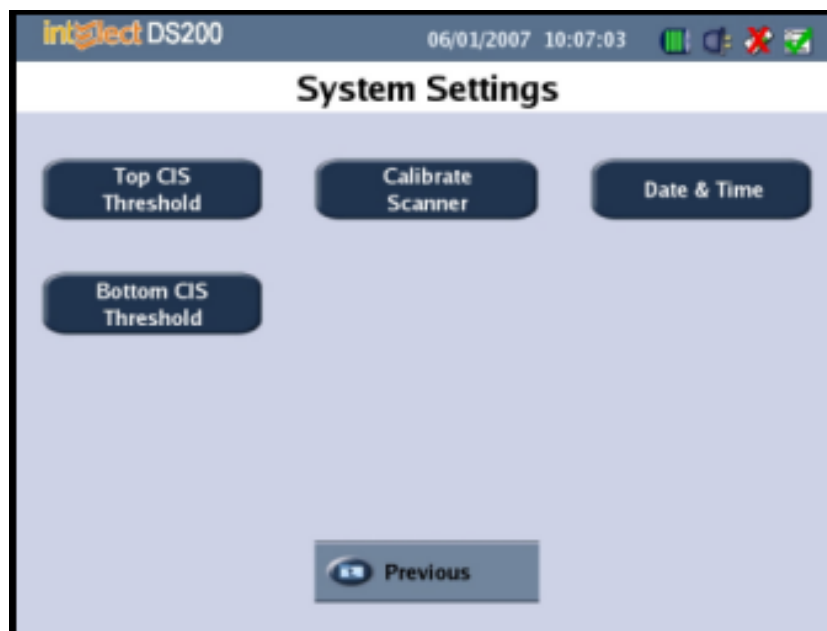 intElect DS200
06/01/2007 10:07:03
System Settings
Top CIS
Threshold
Calibrate
Scanner
Date & Time
Bottom CIS
Threshold
Previous